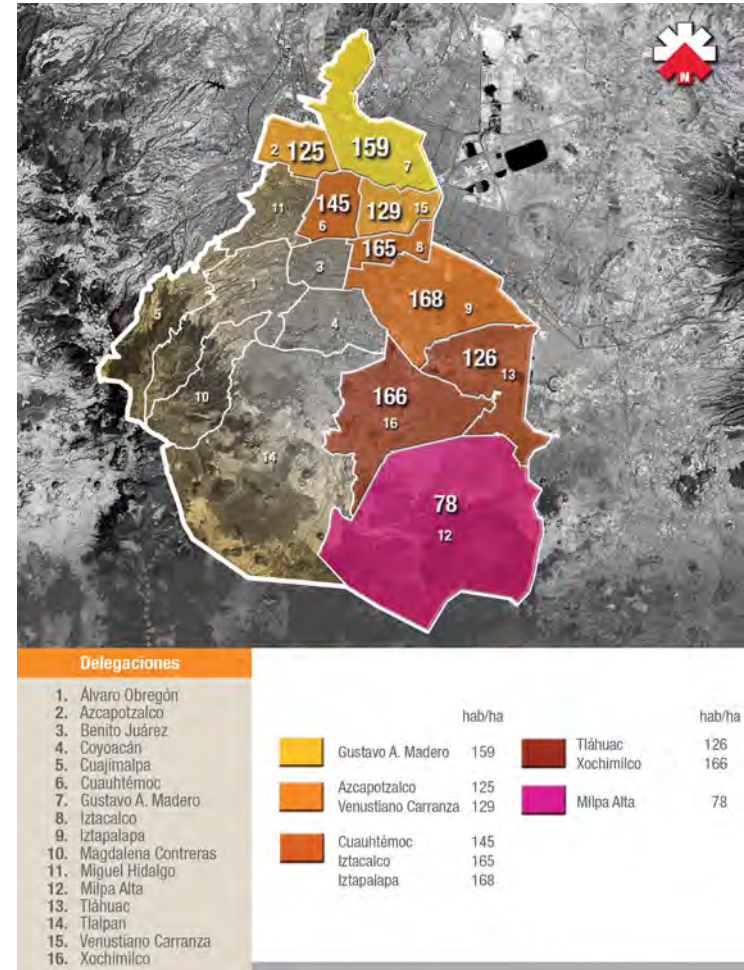 N
2 125
159
7
11
145
6
129 15
165 8
3
1
168
9
4
5
126
13
10
166
16
14
78
12
Delegaciones
1. Álvaro Obregón
2. Azcapotzalco
3. Benito Juárez
4. Coyoacán
5. Cuajimalpa
6. Cuauhtémoc
7. Gustavo A. Madero
8. Iztacalco
9. Iztapalapa
10. Magdalena Contreras
11. Miguel Hidalgo
12. Milpa Alta
13. Tláhuac
14. Tlalpan
15. Venustiano Carranza
16. Xochimilco
hab/ha
Gustavo A. Madero 159
Azcapotzalco 125
Venustiano Carranza 129
Cuauhtémoc 145
Iztacalco 165
Iztapalapa 168
hab/ha
Tláhuac 126
Xochimilco 166
Milpa Alta 78